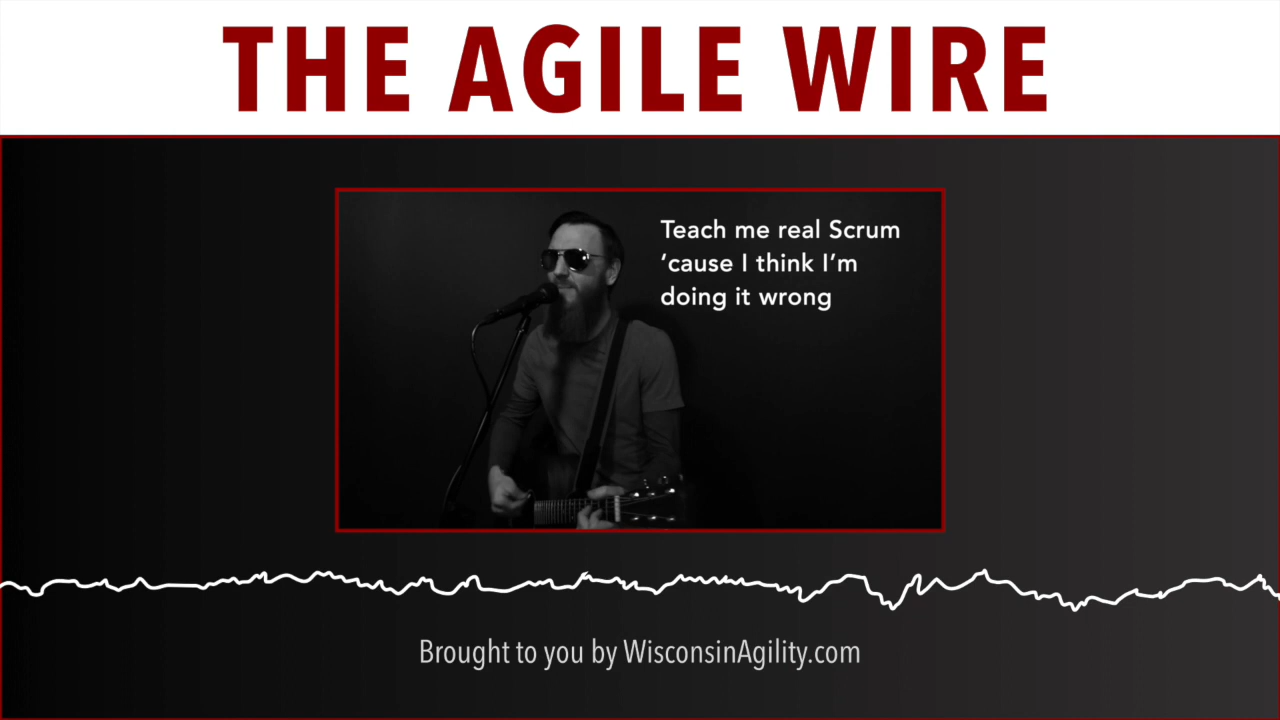 THE AGILE WIRE
Teach me real Scrum
‘cause I think I’m
doing it wrong
Brought to you by WisconsinAgility.com